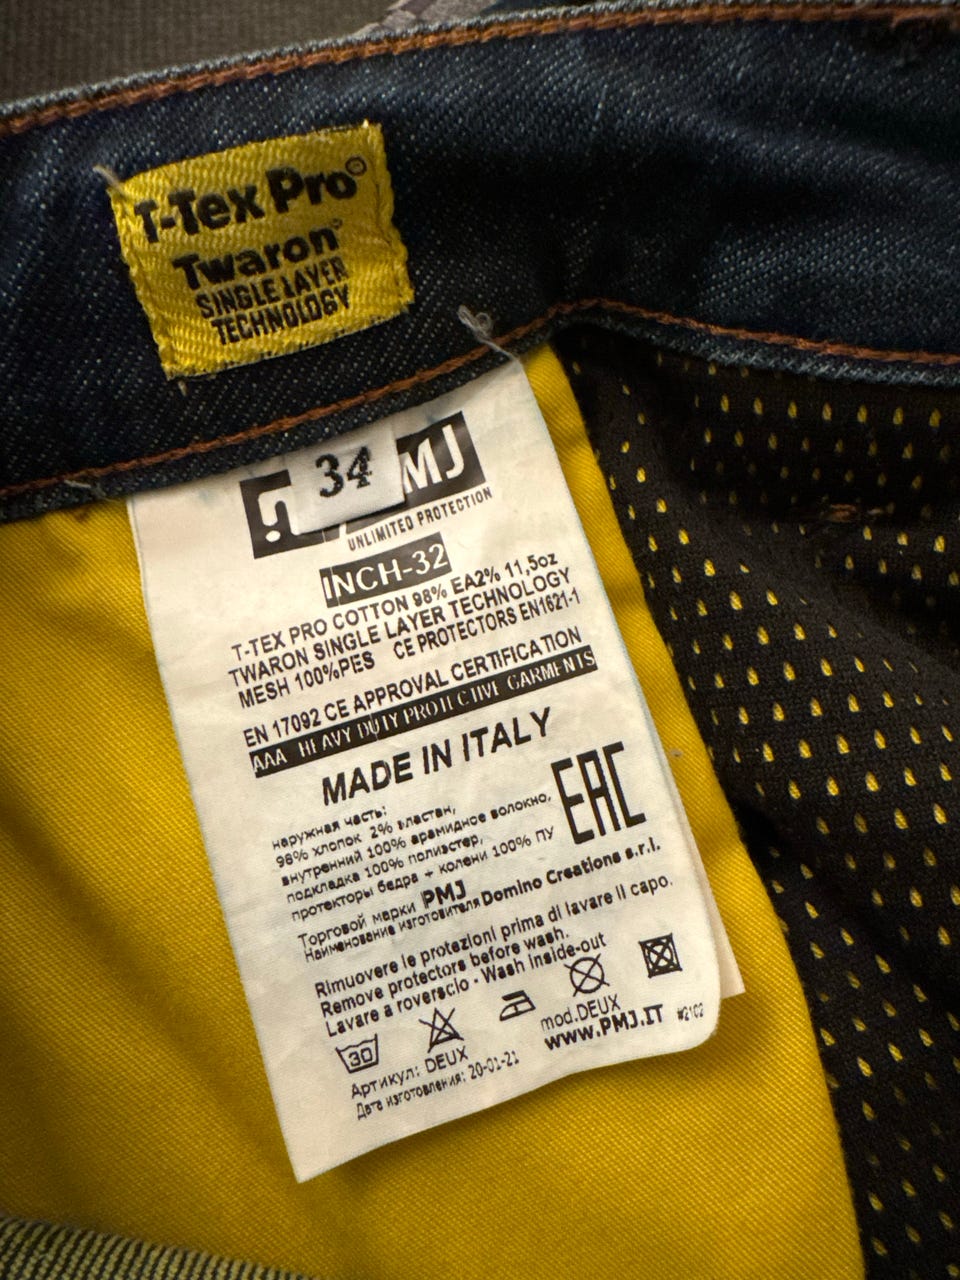 T-Tex Pro®
Twaron®
SINGLE LAYER
TECHNOLOGY
34
PMJ
UNLIMITED PROTECTION
INCH-32
T-TEX PRO COTTON 98% EA2% 11,5oz
TWARON SINGLE LAYER TECHNOLOGY
MESH 100%PES CE PROTECTORS EN1621-1
EN 17092 CE APPROVAL CERTIFICATION
AAA HEAVY DUTY PROTECTIVE GARMENTS
MADE IN ITALY
EAC
наружная часть:
98% хлопок 2% эластан,
внутренний 100% арамидное волокно,
подкладка 100% полиэстер,
протекторы бедра + колени 100% ПУ
Торговой марки PMJ
Наименование изготовителя Domino Creations s.r.l.
Rimuovere le protezioni prima di lavare il capo.
Remove protectors before wash.
Lavare a roverscio - Wash inside-out
30
Артикул: DEUX
Дата изготовления: 20-01-21
mod.DEUX
www.PMJ.IT #2102